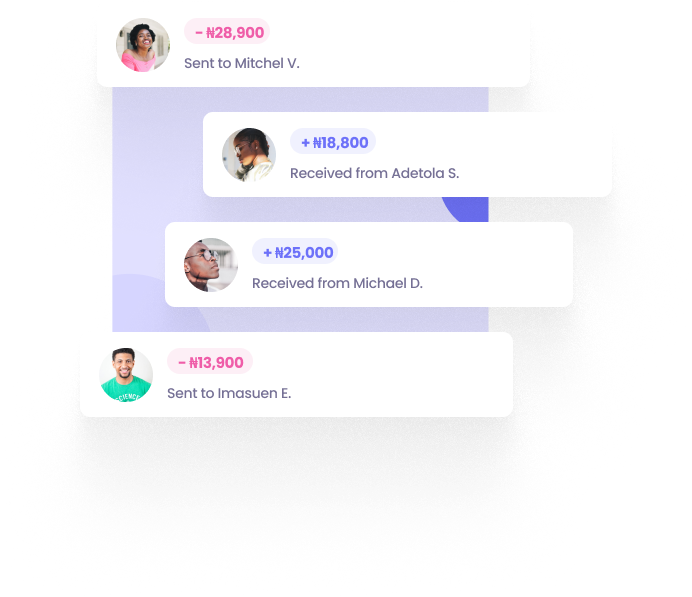 − ₦28,900
Sent to Mitchel V.
+ ₦18,800
Received from Adetola S.
+ ₦25,000
Received from Michael D.
− ₦13,900
Sent to Imasuen E.